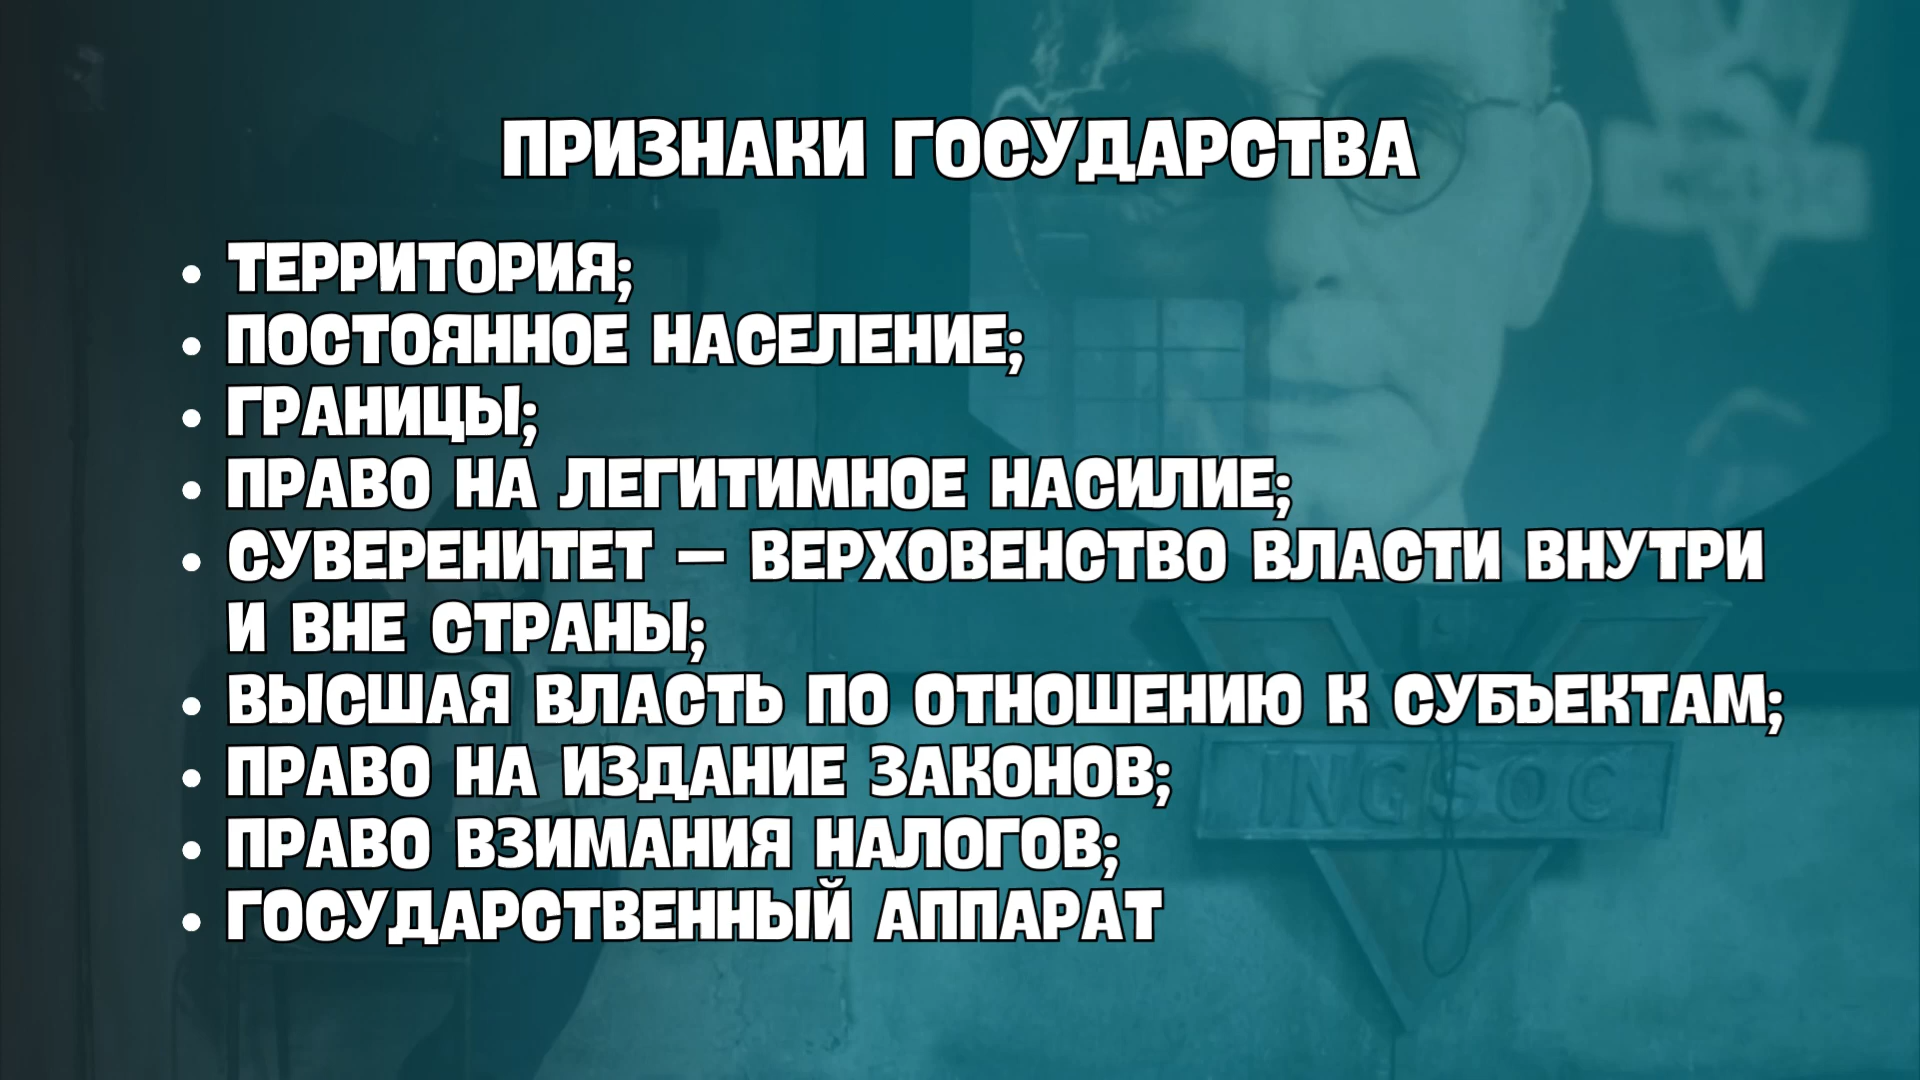 ПРИЗНАКИ ГОСУДАРСТВА
• ТЕРРИТОРИЯ;
• ПОСТОЯННОЕ НАСЕЛЕНИЕ;
• ГРАНИЦЫ;
• ПРАВО НА ЛЕГИТИМНОЕ НАСИЛИЕ;
• СУВЕРЕНИТЕТ – ВЕРХОВЕНСТВО ВЛАСТИ ВНУТРИ
И ВНЕ СТРАНЫ;
• ВЫСШАЯ ВЛАСТЬ ПО ОТНОШЕНИЮ К СУБЪЕКТАМ;
• ПРАВО НА ИЗДАНИЕ ЗАКОНОВ;
INGSOC
• ПРАВО ВЗИМАНИЯ НАЛОГОВ;
• ГОСУДАРСТВЕННЫЙ АППАРАТ